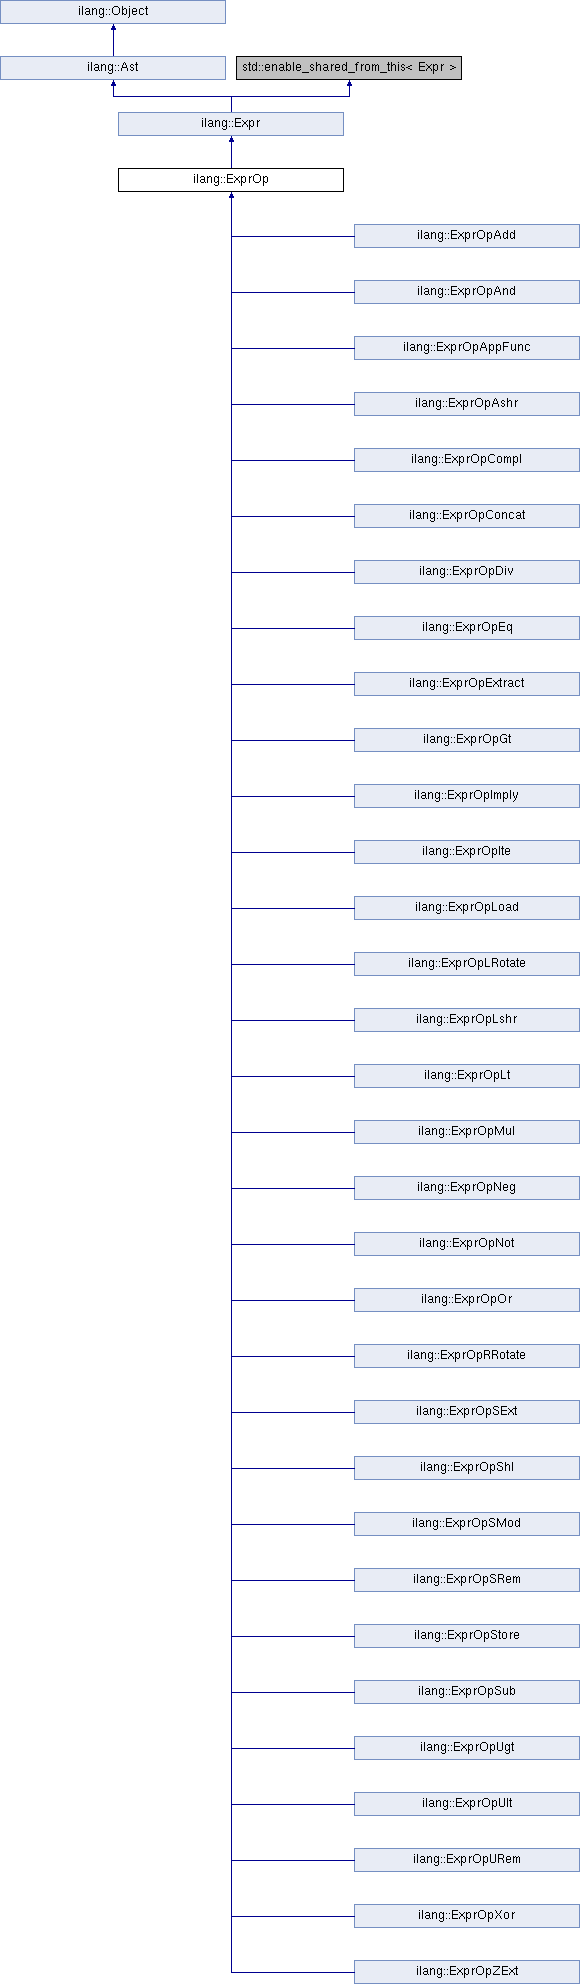 ilang::Object
ilang::Ast
std::enable_shared_from_this< Expr >
ilang::Expr
ilang::ExprOp
ilang::ExprOpAdd
ilang::ExprOpAnd
ilang::ExprOpAppFunc
ilang::ExprOpAshr
ilang::ExprOpCompl
ilang::ExprOpConcat
ilang::ExprOpDiv
ilang::ExprOpEq
ilang::ExprOpExtract
ilang::ExprOpGt
ilang::ExprOpImply
ilang::ExprOpIte
ilang::ExprOpLoad
ilang::ExprOpLRotate
ilang::ExprOpLshr
ilang::ExprOpLt
ilang::ExprOpMul
ilang::ExprOpNeg
ilang::ExprOpNot
ilang::ExprOpOr
ilang::ExprOpRRotate
ilang::ExprOpSExt
ilang::ExprOpShl
ilang::ExprOpSMod
ilang::ExprOpSRem
ilang::ExprOpStore
ilang::ExprOpSub
ilang::ExprOpUgt
ilang::ExprOpUlt
ilang::ExprOpURem
ilang::ExprOpXor
ilang::ExprOpZExt